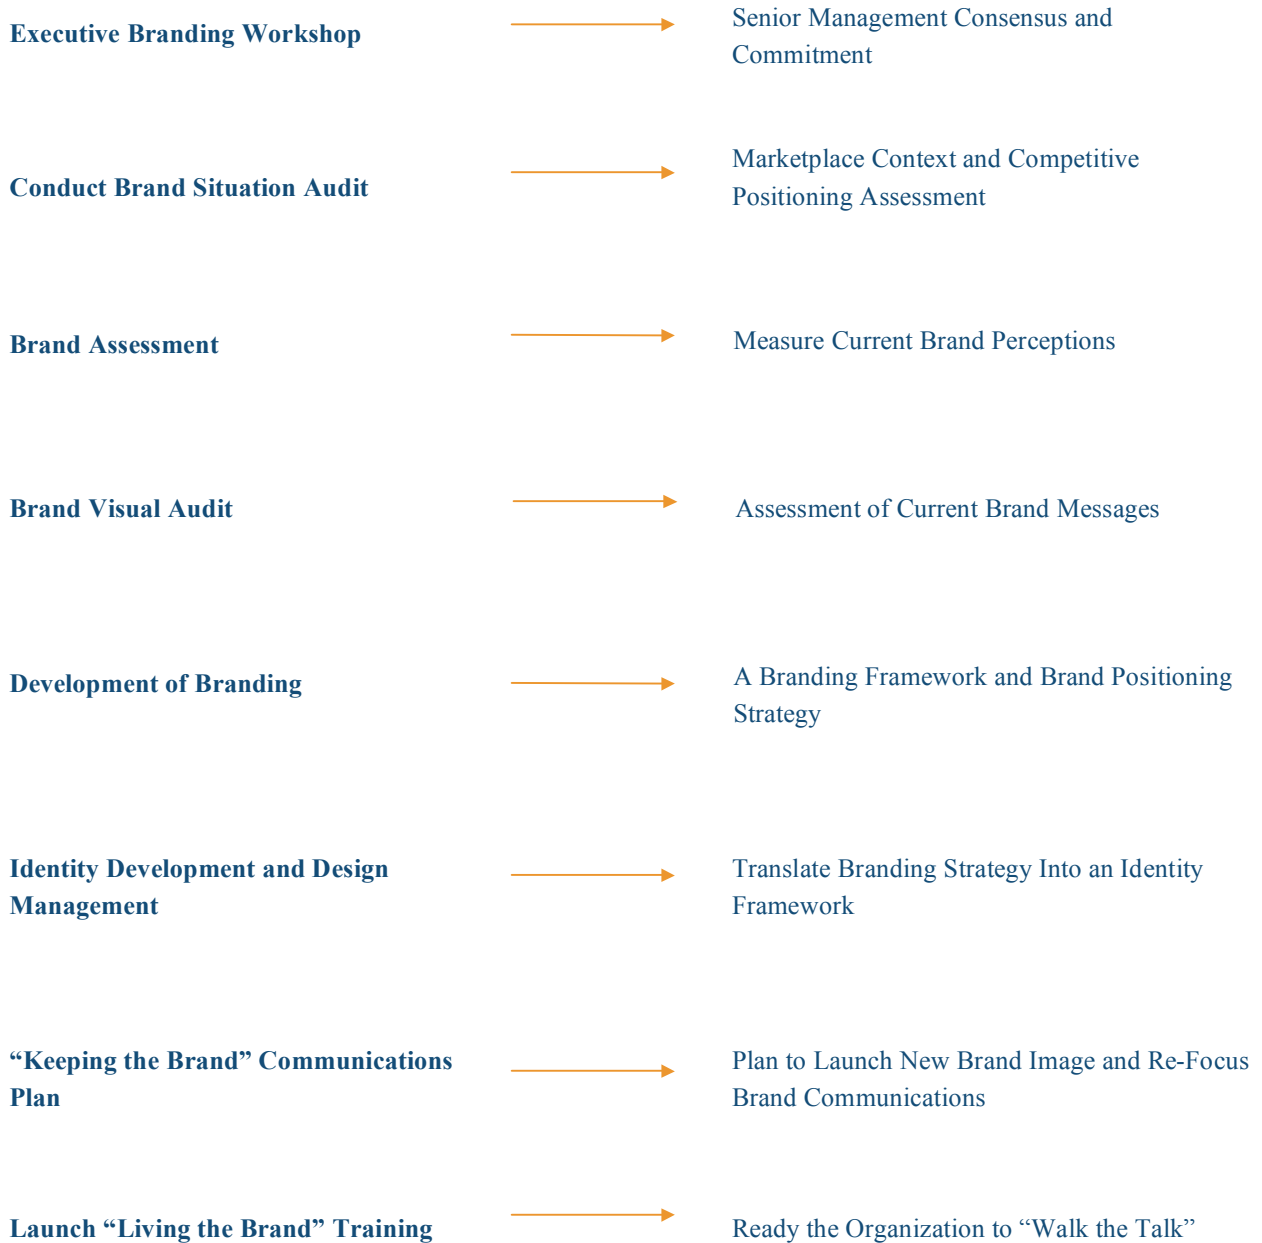 Executive Branding Workshop
Senior Management Consensus and
Commitment
Conduct Brand Situation Audit
Marketplace Context and Competitive
Positioning Assessment
Brand Assessment
Measure Current Brand Perceptions
Brand Visual Audit
Assessment of Current Brand Messages
Development of Branding
A Branding Framework and Brand Positioning
Strategy
Identity Development and Design
Management
Translate Branding Strategy Into an Identity
Framework
“Keeping the Brand” Communications
Plan
Plan to Launch New Brand Image and Re-Focus
Brand Communications
Launch “Living the Brand” Training
Ready the Organization to “Walk the Talk”